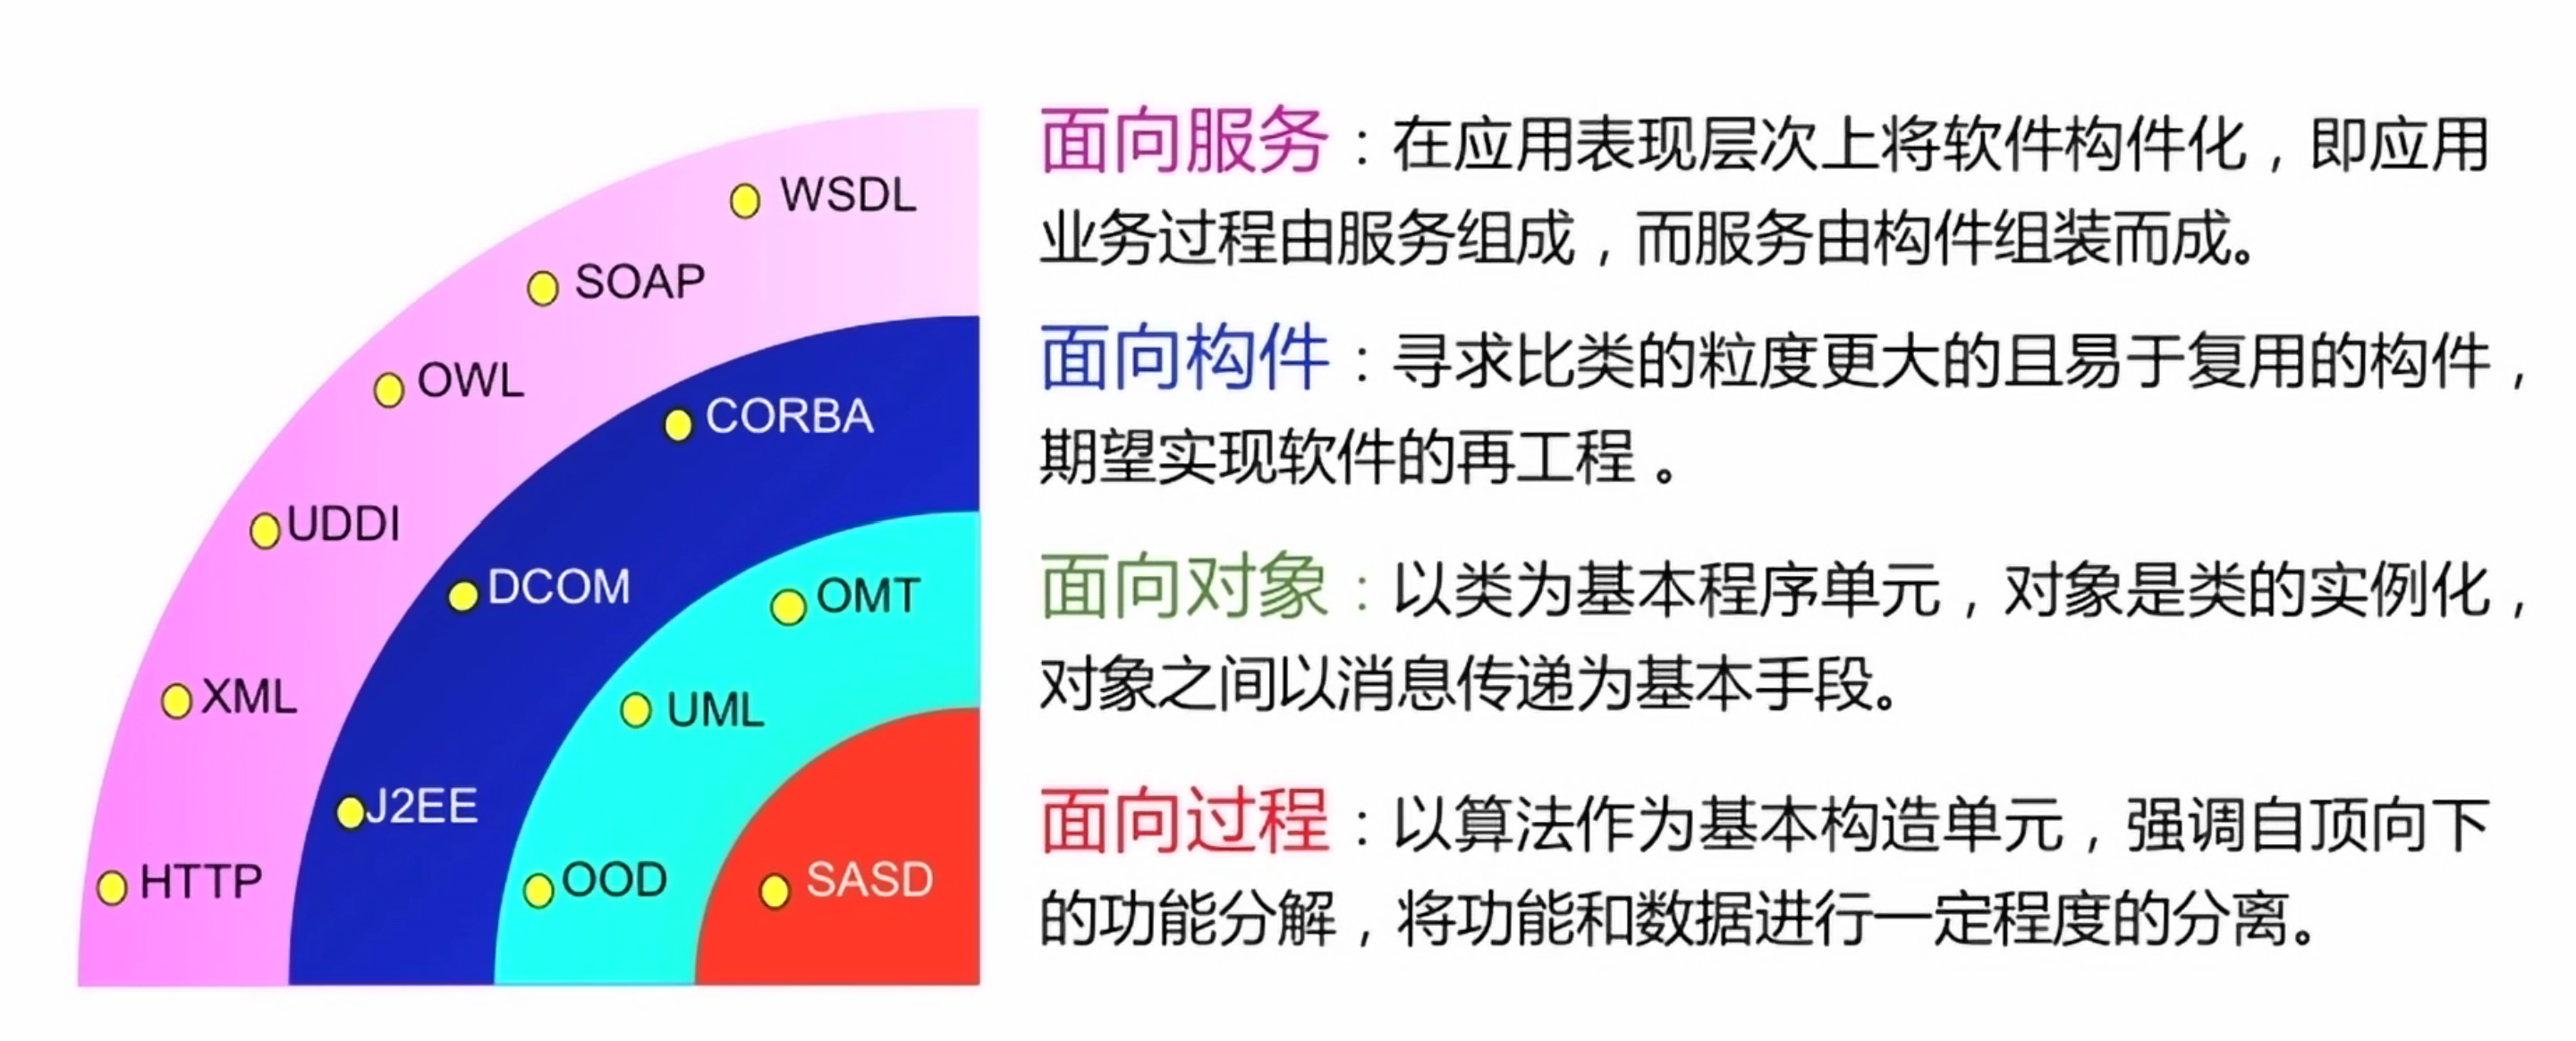 WSDL
SOAP
OWL
UDDI
XML
HTTP
CORBA
DCOM
J2EE
OMT
UML
OOD
SASD
面向服务：在应用表现层次上将软件构件化，即应用
业务过程由服务组成，而服务由构件组装而成。
面向构件：寻求比类的粒度更大的且易于复用的构件，
期望实现软件的再工程 。
面向对象：以类为基本程序单元，对象是类的实例化，
对象之间以消息传递为基本手段。
面向过程：以算法作为基本构造单元，强调自顶向下
的功能分解，将功能和数据进行一定程度的分离。